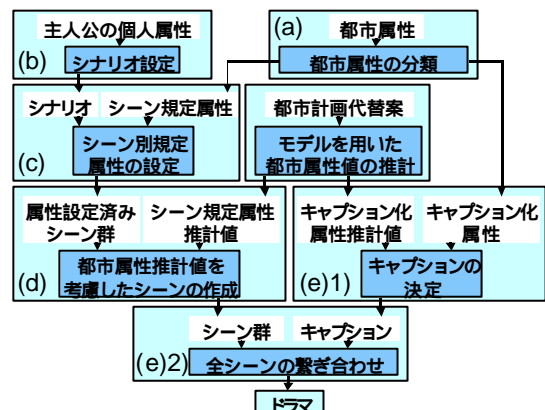 主人公の個人属性
(b)
シナリオ設定
(a)
都市属性
都市属性の分類
シナリオ
シーン規定属性
(c)
シーン別規定
属性の設定
都市計画代替案
モデルを用いた
都市属性値の推計
属性設定済み
シーン群
シーン規定属性
推計値
(d)
都市属性推計値を
考慮したシーンの作成
キャプション化
属性推計値
キャプション化
属性
(e)1)
キャプションの
決定
シーン群
キャプション
(e)2)
全シーンの繋ぎ合わせ
ドラマ